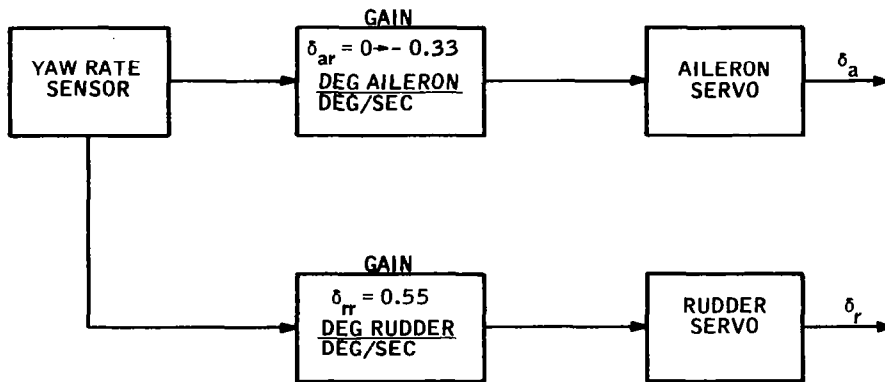 GAIN
YAW RATE
SENSOR
δar = 0→- 0.33
DEG AILERON
DEG/SEC
AILERON
SERVO
δa
GAIN
δrr = 0.55
DEG RUDDER
DEG/SEC
RUDDER
SERVO
δr